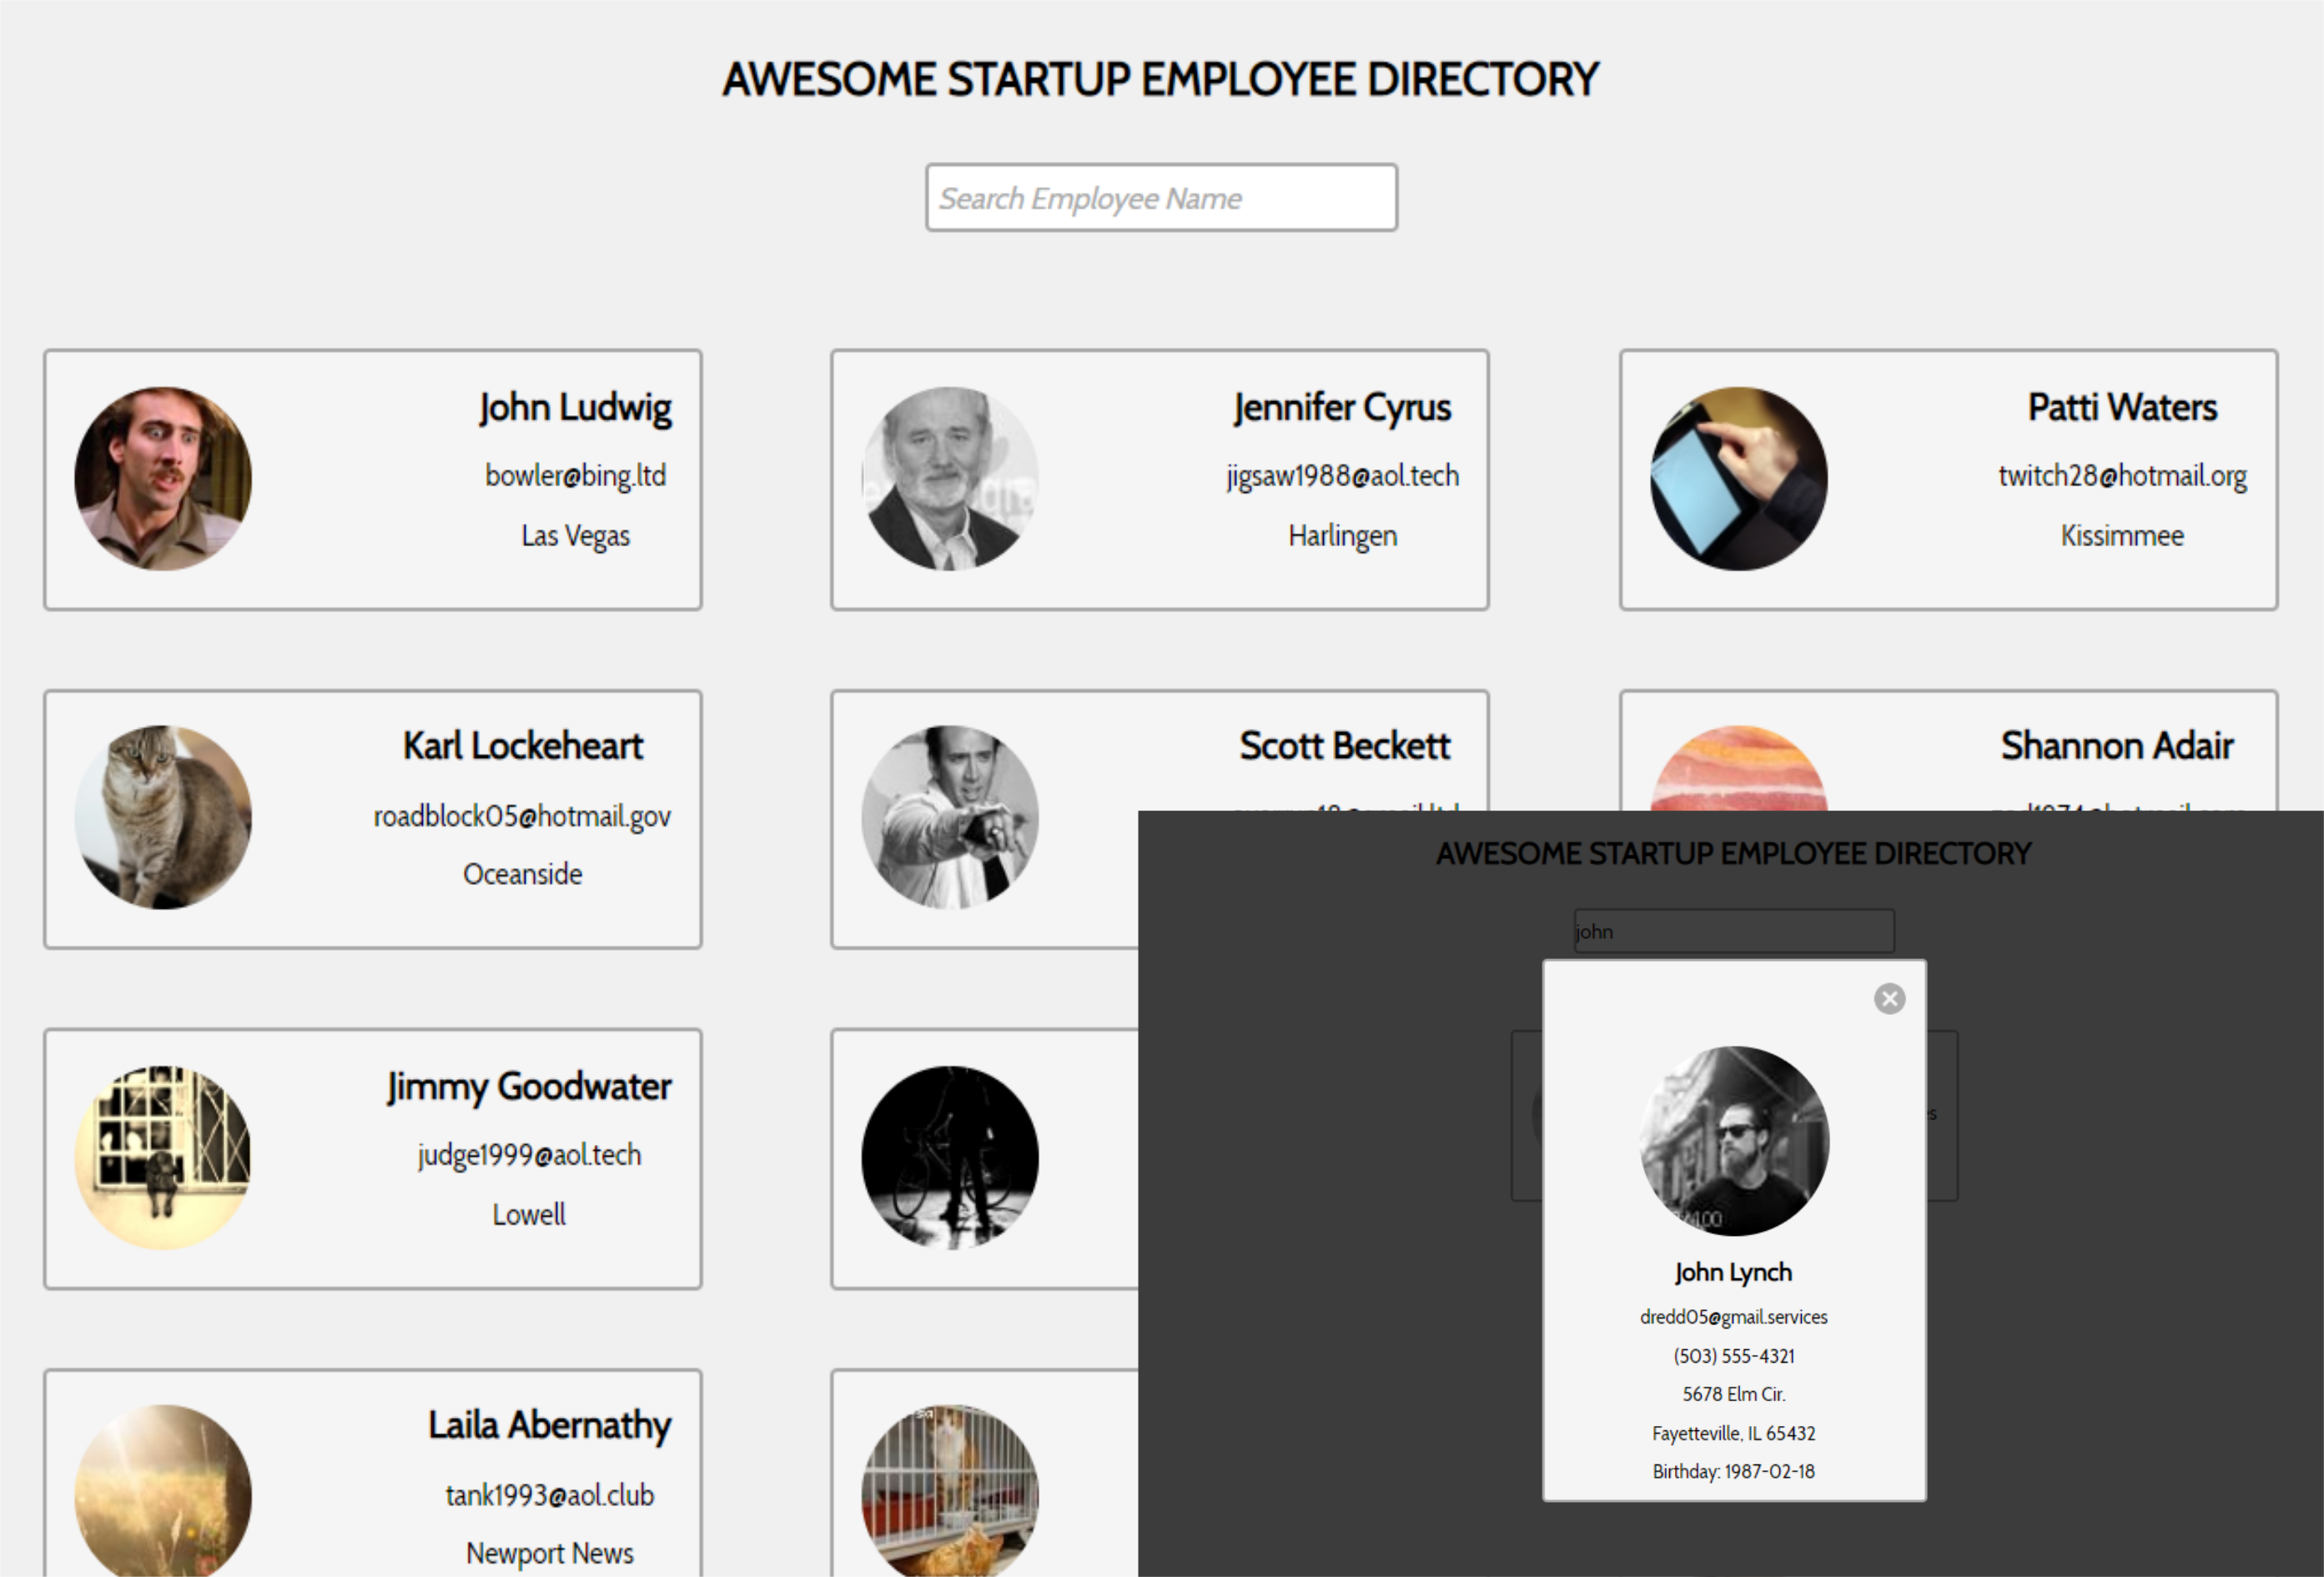 AWESOME STARTUP EMPLOYEE DIRECTORY
Search Employee Name
John Ludwig
bowler@bing.ltd
Las Vegas
Jennifer Cyrus
jigsaw1988@aol.tech
Harlingen
Patti Waters
twitch28@hotmail.org
Kissimmee
Karl Lockeheart
roadblock05@hotmail.gov
Oceanside
Scott Beckett
Shannon Adair
Jimmy Goodwater
judge1999@aol.tech
Lowell
Laila Abernathy
tank1993@aol.club
Newport News
AWESOME STARTUP EMPLOYEE DIRECTORY
john
John Lynch
dredd05@gmail.services
(503) 555-4321
5678 Elm Cir.
Fayetteville, IL 65432
Birthday: 1987-02-18